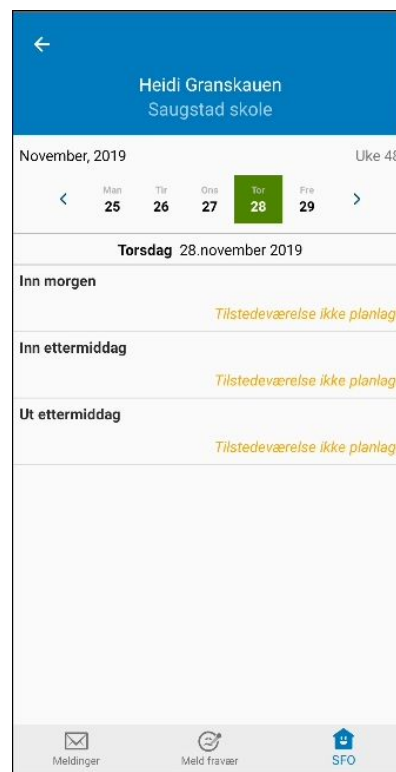 Heidi Granskauen
Saugstad skole
November, 2019 Uke 48
Man Tir Ons Tor Fre
25 26 27 28 29
Torsdag 28.november 2019
Inn morgen
Tilstedeværelse ikke planlag
Inn ettermiddag
Tilstedeværelse ikke planlag
Ut ettermiddag
Tilstedeværelse ikke planlag
Meldinger Meld fravær SFO